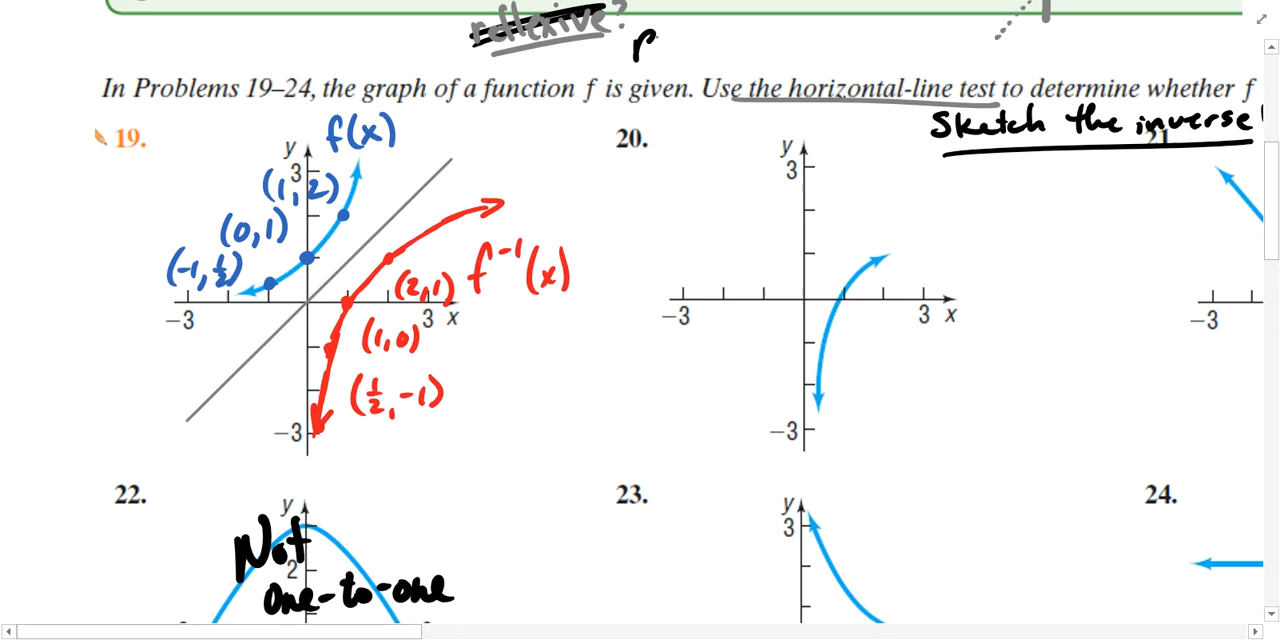 reflexive?
r
In Problems 19–24, the graph of a function f is given. Use the horizontal-line test to determine whether f
Sketch the inverse
19.
f(x)
20.
21
y
3
(1, 2)
(0, 1)
(-1, 1/2)
f⁻¹(x)
(2, 1)
−3
3 x
(1, 0)
(1/2, -1)
−3
y
3
−3
3 x
−3
−3
22.
23.
24.
y
2
Not
one-to-one
y
3